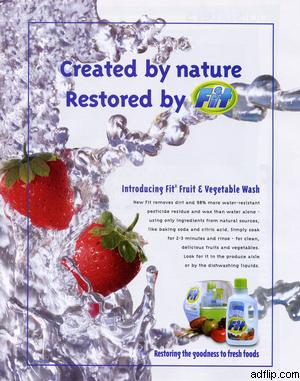 Created by nature
Restored by Fit
Introducing Fit® Fruit & Vegetable Wash
New Fit removes dirt and 98% more water-resistant
pesticide residue and wax than water alone -
using only ingredients from natural sources,
like baking soda and citric acid. Simply soak
for 2-3 minutes and rinse - for clean,
delicious fruits and vegetables.
Look for it in the produce aisle
or by the dishwashing liquids.
Fit
Restoring the goodness to fresh foods
adflip.com